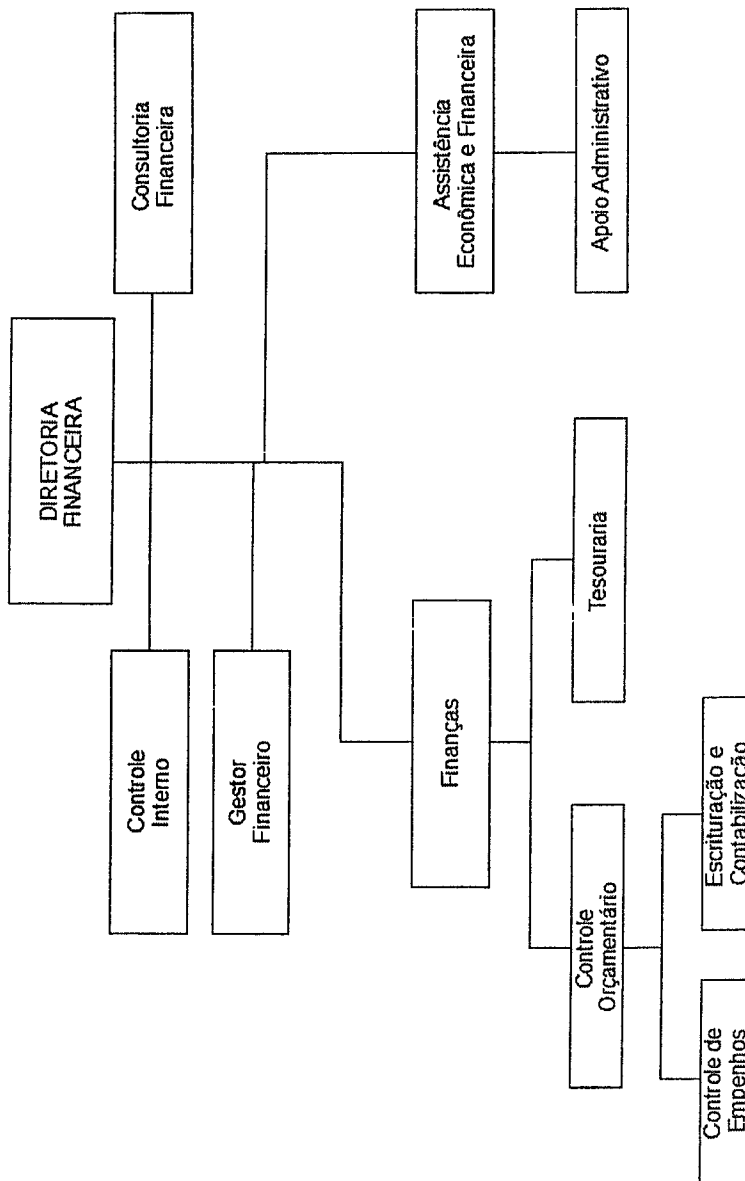 DIRETORIA
FINANCEIRA
Controle
Interno
Consultoria
Financeira
Gestor
Financeiro
Finanças
Assistência
Econômica e Financeira
Controle
Orçamentário
Tesouraria
Apoio Administrativo
Controle de
Empenhos
Escrituração e
Contabilização